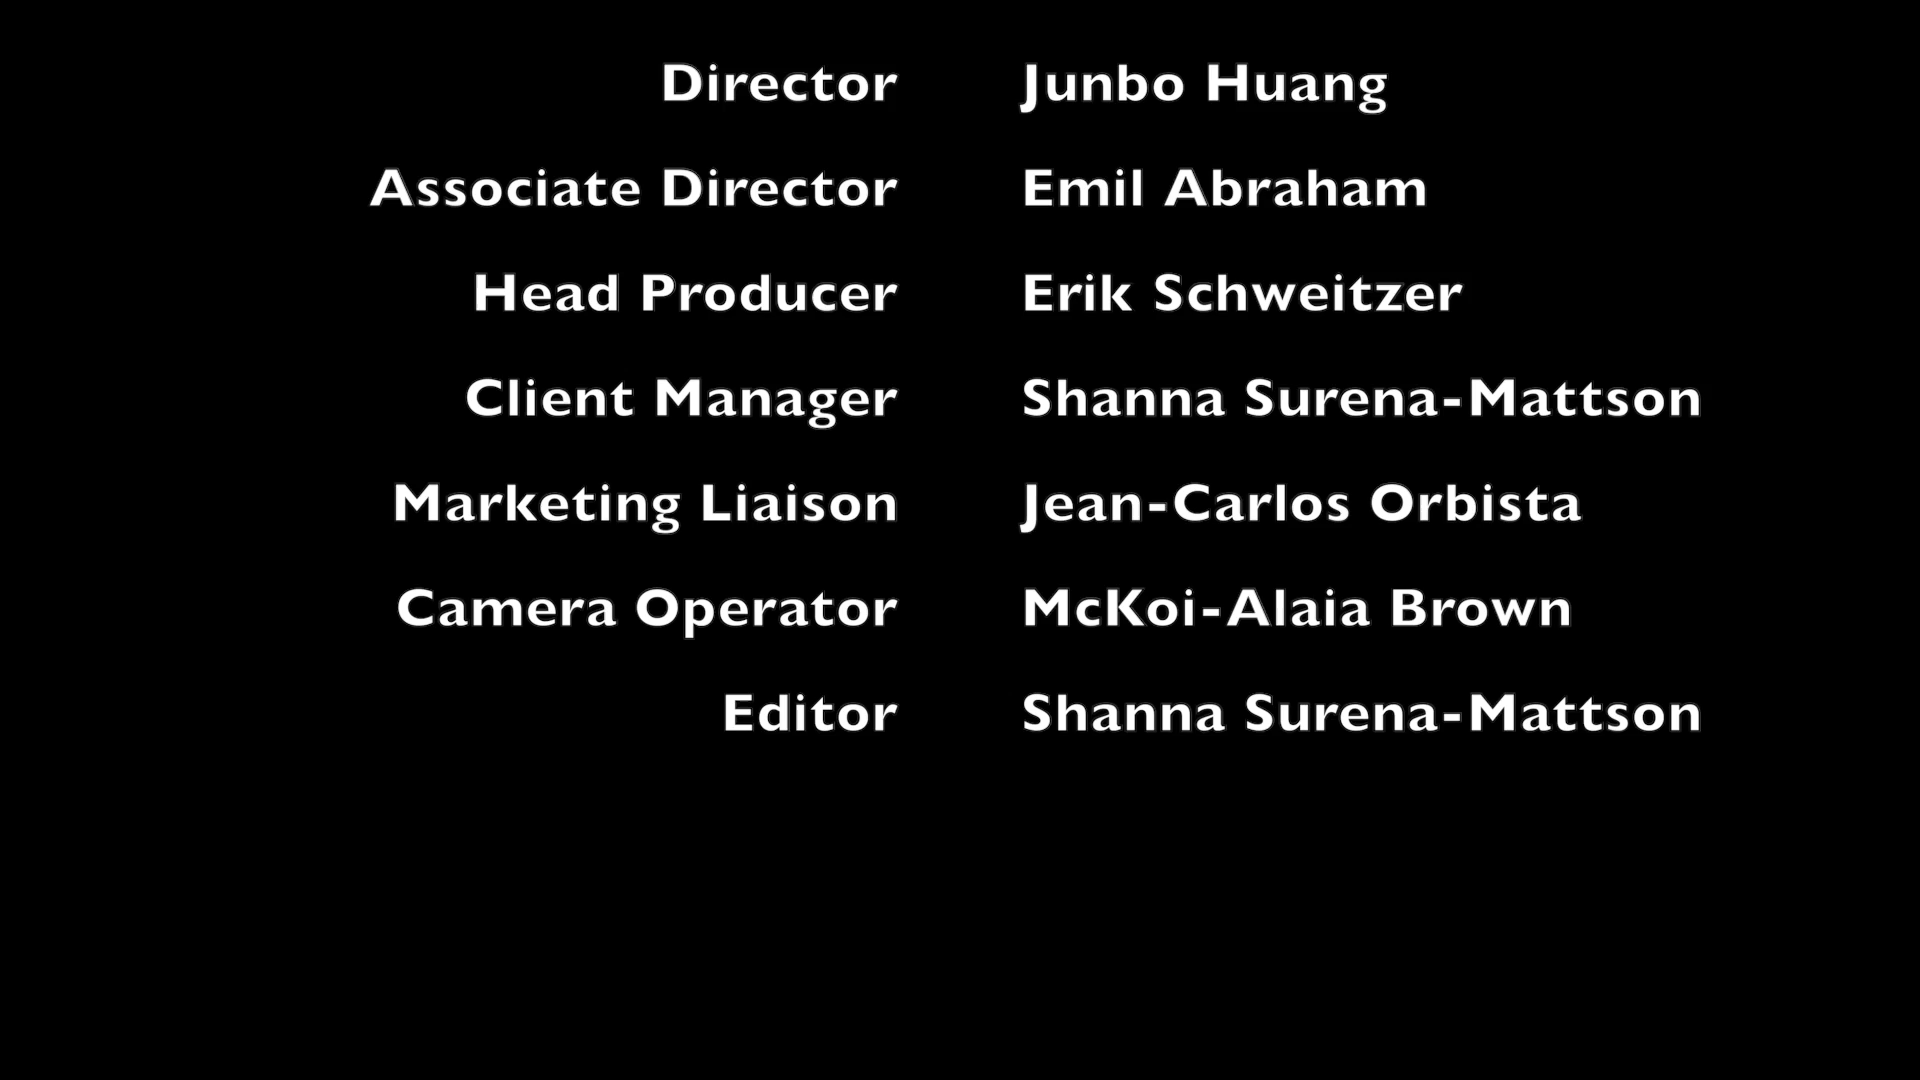 Director Junbo Huang
Associate Director Emil Abraham
Head Producer Erik Schweitzer
Client Manager Shanna Surena-Mattson
Marketing Liaison Jean-Carlos Orbista
Camera Operator McKoi-Alaia Brown
Editor Shanna Surena-Mattson